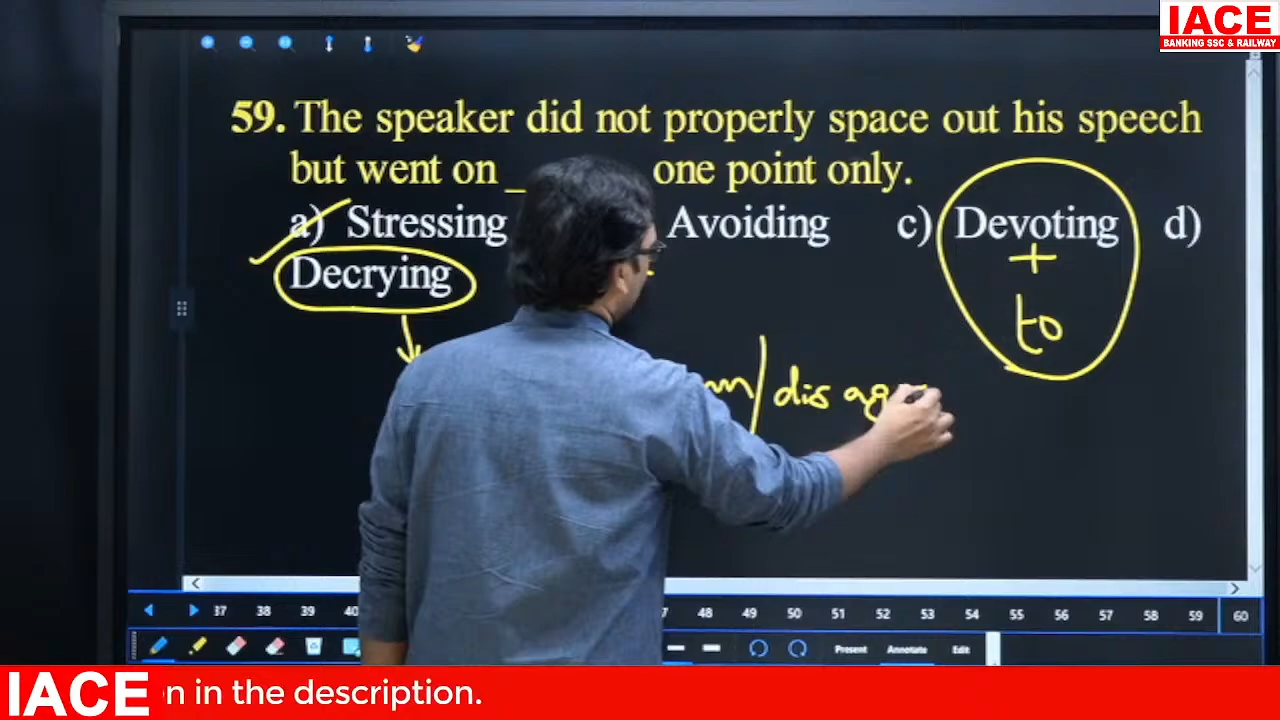 IACE
BANKING SSC & RAILWAY
59. The speaker did not properly space out his speech
but went on _ one point only.
a) Stressing Avoiding c) Devoting d)
Decrying
+
to
dis ag
37 38 39 40 48 49 50 51 52 53 54 55 56 57 58 59 60
Present Annotate Edit
IACE n in the description.